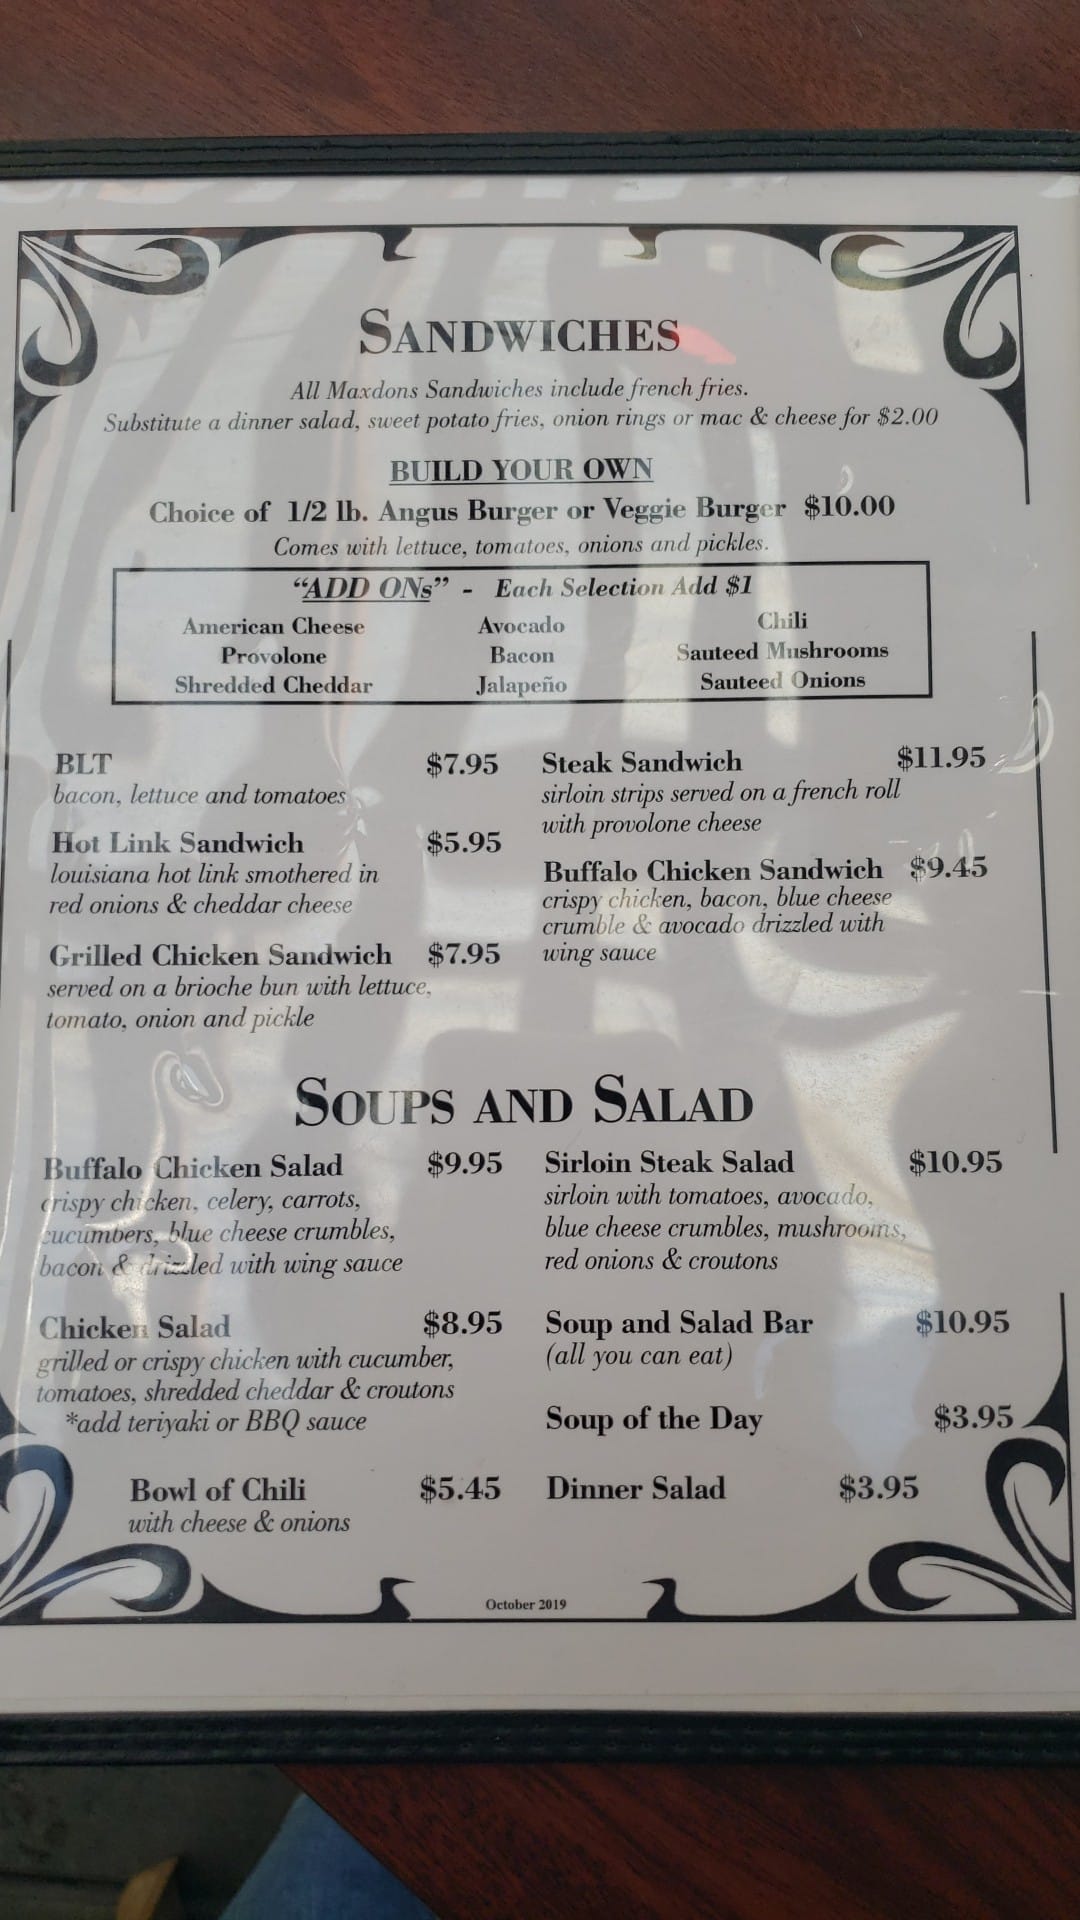 SANDWICHES
All Maxdons Sandwiches include french fries.
Substitute a dinner salad, sweet potato fries, onion rings or mac & cheese for $2.00
BUILD YOUR OWN
Choice of 1/2 lb. Angus Burger or Veggie Burger $10.00
Comes with lettuce, tomatoes, onions and pickles.
“ADD ONs” - Each Selection Add $1
American Cheese Avocado Chili
Provolone Bacon Sauteed Mushrooms
Shredded Cheddar Jalapeño Sauteed Onions
BLT $7.95
bacon, lettuce and tomatoes
Hot Link Sandwich $5.95
louisiana hot link smothered in
red onions & cheddar cheese
Grilled Chicken Sandwich $7.95
served on a brioche bun with lettuce,
tomato, onion and pickle
Steak Sandwich $11.95
sirloin strips served on a french roll
with provolone cheese
Buffalo Chicken Sandwich $9.45
crispy chicken, bacon, blue cheese
crumble & avocado drizzled with
wing sauce
SOUPS AND SALAD
Buffalo Chicken Salad $9.95
crispy chicken, celery, carrots,
cucumbers, blue cheese crumbles,
bacon & drizzled with wing sauce
Chicken Salad $8.95
grilled or crispy chicken with cucumber,
tomatoes, shredded cheddar & croutons
*add teriyaki or BBQ sauce
Bowl of Chili $5.45
with cheese & onions
Sirloin Steak Salad $10.95
sirloin with tomatoes, avocado,
blue cheese crumbles, mushrooms,
red onions & croutons
Soup and Salad Bar $10.95
(all you can eat)
Soup of the Day $3.95
Dinner Salad $3.95
October 2019